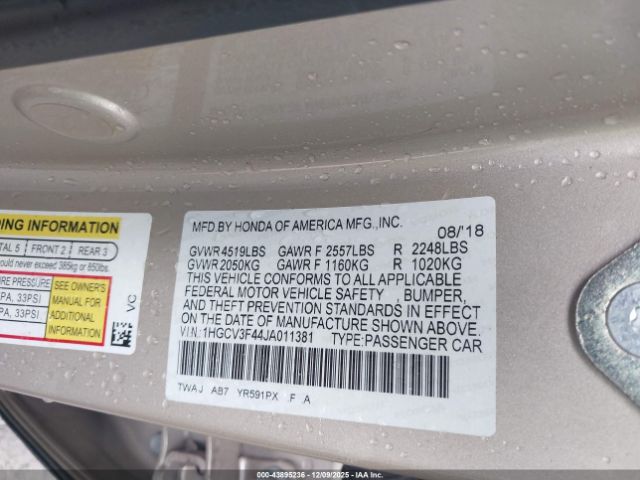 DING INFORMATION
TAL 5 FRONT 2 REAR 3
ould never exceed 385kg or 850lbs.
RE PRESSURE
PA, 33PSI
PA, 33PSI
SEE OWNER'S
MANUAL FOR
ADDITIONAL
INFORMATION
VC
MFD BY HONDA OF AMERICA MFG.,INC. 08/'18
GVWR 4519LBS GAWR F 2557LBS R 2248LBS
GVWR 2050KG GAWR F 1160KG R 1020KG
THIS VEHICLE CONFORMS TO ALL APPLICABLE
FEDERAL MOTOR VEHICLE SAFETY , BUMPER,
AND THEFT PREVENTION STANDARDS IN EFFECT
ON THE DATE OF MANUFACTURE SHOWN ABOVE.
VIN:1HGCV3F44JA011381 TYPE:PASSENGER CAR
TWAJ AB7 YR591PX F A
© -- 43895236 -- 12/09/2025 -- IAAI.COM